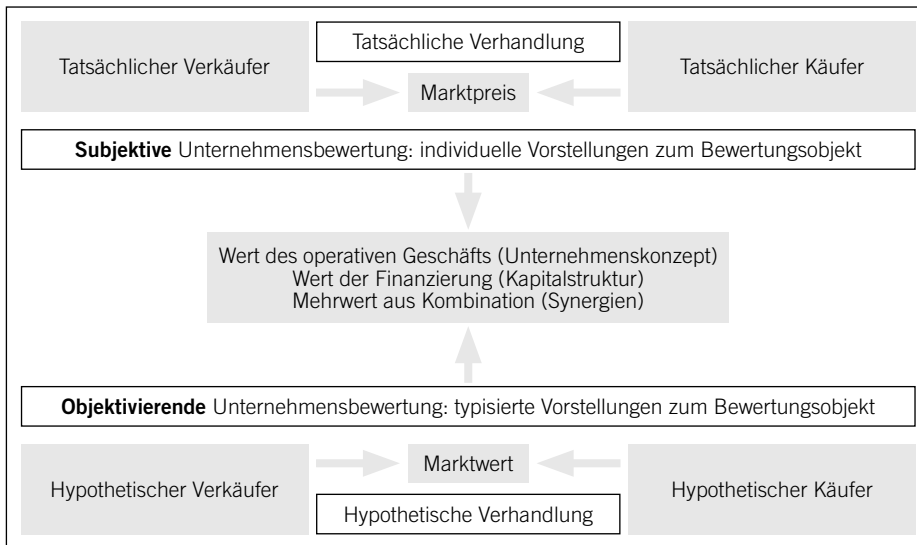 Tatsächliche Verhandlung
Tatsächlicher Verkäufer
Tatsächlicher Käufer
Marktpreis
Subjektive Unternehmensbewertung: individuelle Vorstellungen zum Bewertungsobjekt
Wert des operativen Geschäfts (Unternehmenskonzept)
Wert der Finanzierung (Kapitalstruktur)
Mehrwert aus Kombination (Synergien)
Objektivierende Unternehmensbewertung: typisierte Vorstellungen zum Bewertungsobjekt
Marktwert
Hypothetischer Verkäufer
Hypothetischer Käufer
Hypothetische Verhandlung